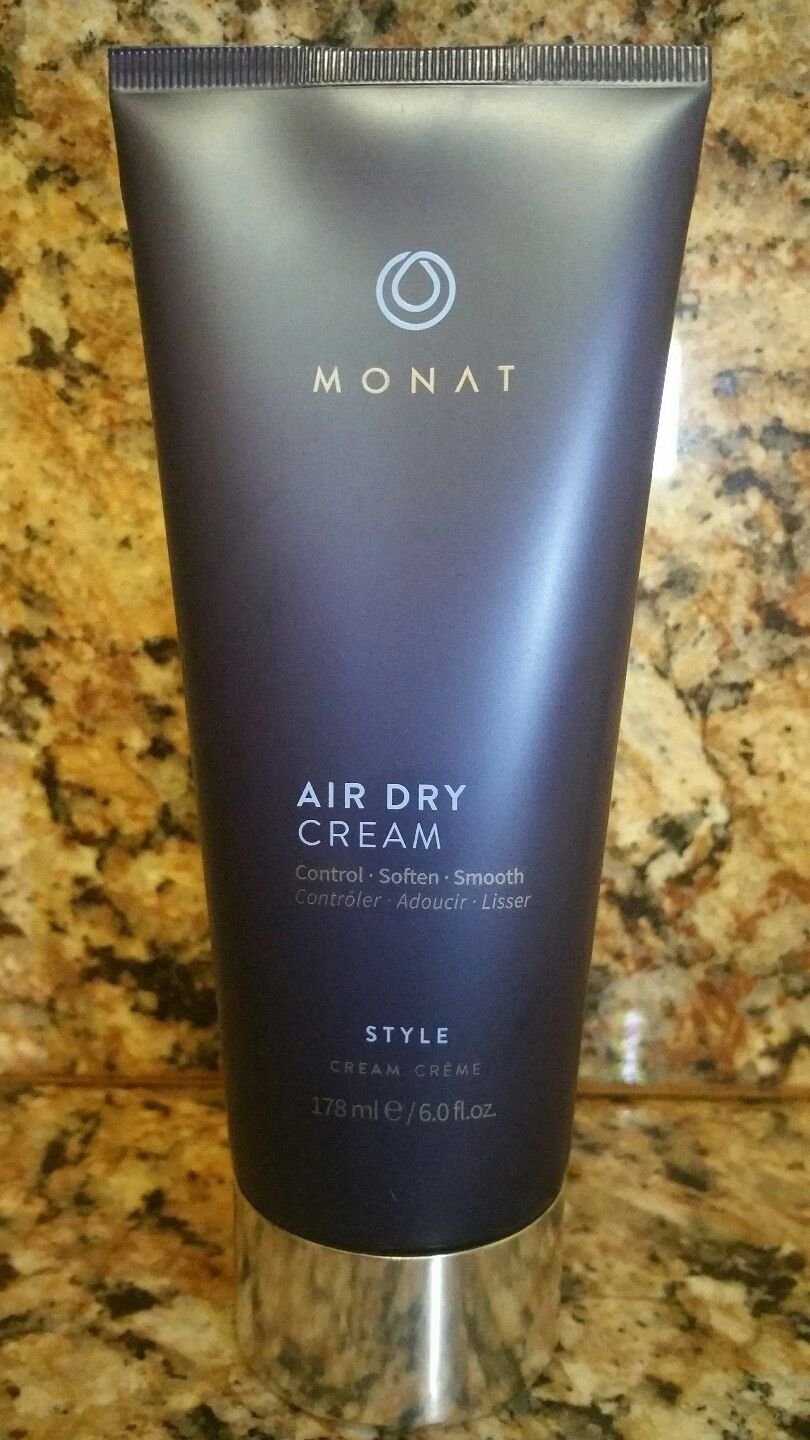 MONAT
AIR DRY
CREAM
Control · Soften · Smooth
Contrôler · Adoucir · Lisser
STYLE
CREAM CRÈME
178 ml ℮ / 6.0 fl.oz.